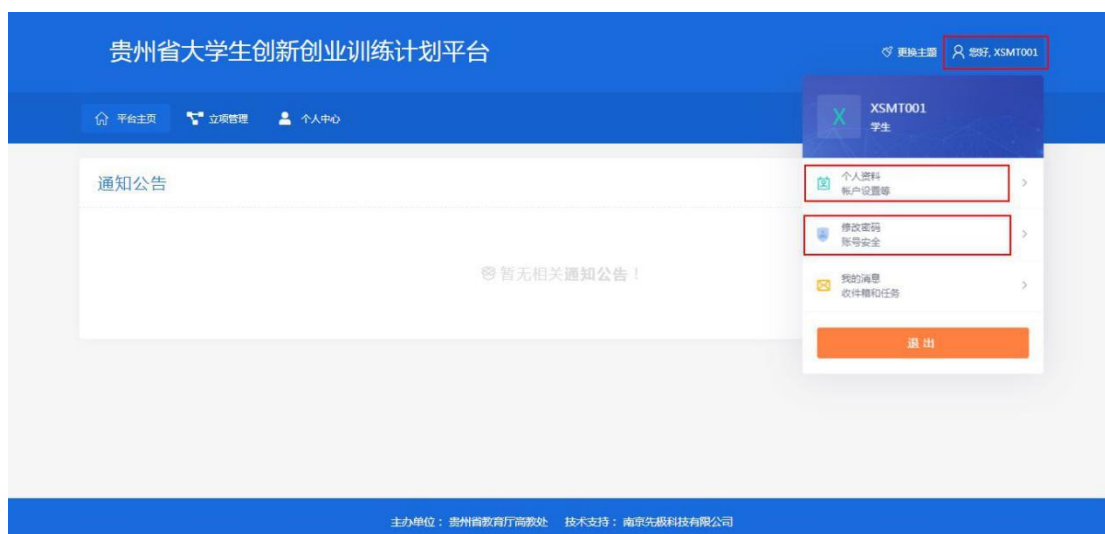 贵州省大学生创新创业训练计划平台
更换主题 您好, XSMT001
平台主页 立项管理 个人中心
X
XSMT001
学生
通知公告
个人资料
帐户设置等
修改密码
账号安全
暂无相关通知公告！
我的消息
收件箱和任务
退出
主办单位：贵州省教育厅高教处 技术支持：南京先极科技有限公司